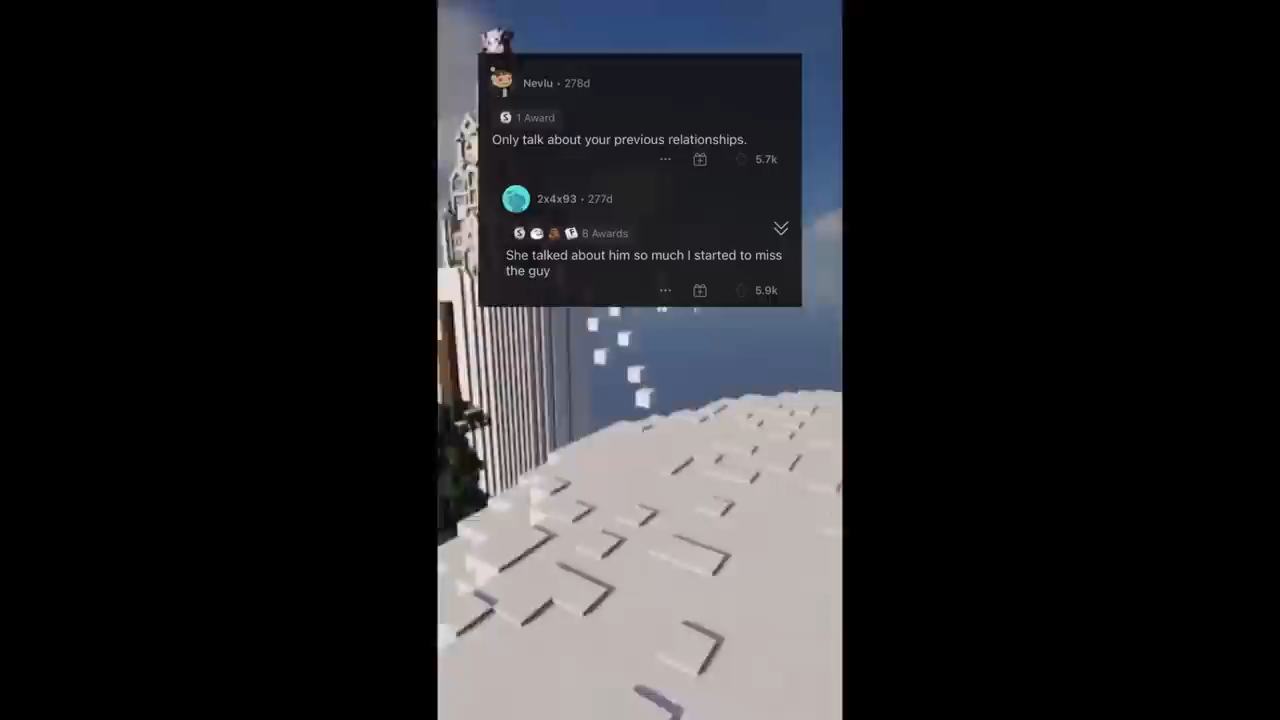 Nevlu • 278d
1 Award
Only talk about your previous relationships.
5.7k
2x4x93 • 277d
8 Awards
She talked about him so much I started to miss
the guy
5.9k